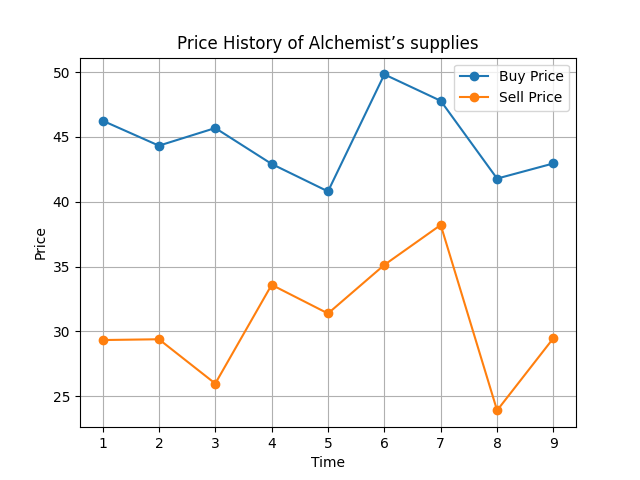 Price History of Alchemist’s supplies
Buy Price
Sell Price
50
45
40
35
30
25
Price
1 2 3 4 5 6 7 8 9
Time